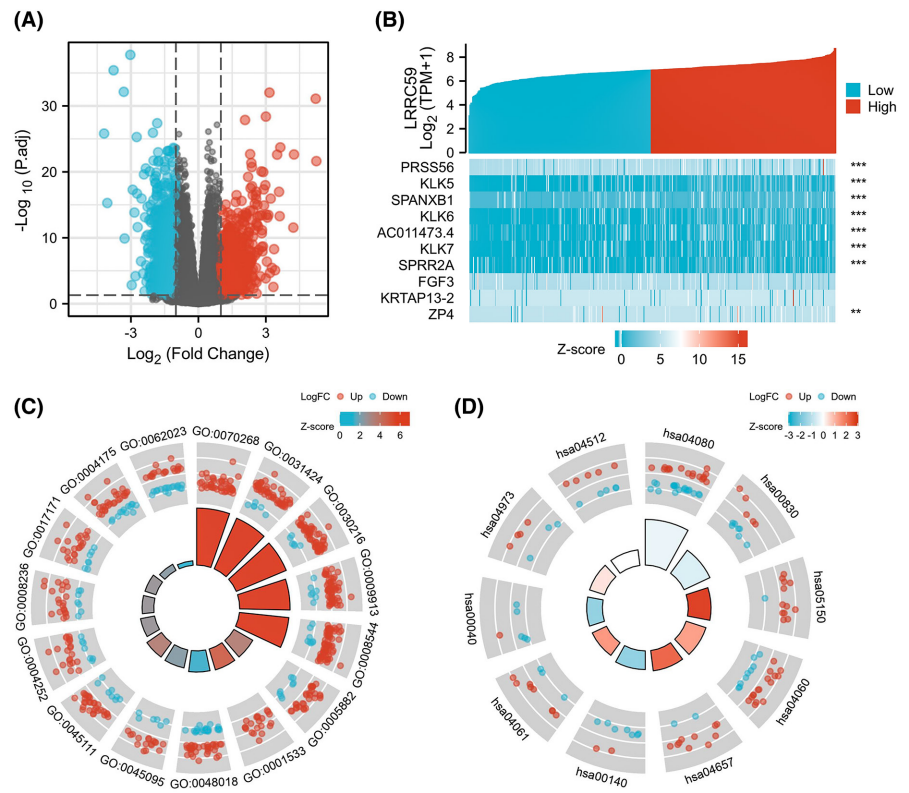 (A)
-Log 10 (P.adj)
30
20
10
0
-3
0
3
Log2 (Fold Change)
(B)
LRRC59
Log2 (TPM+1)
8
6
4
2
0
Low
High
PRSS56 ***
KLK5 ***
SPANXB1 ***
KLK6 ***
AC011473.4 ***
KLK7 ***
SPRR2A ***
FGF3
KRTAP13-2
ZP4 **
Z-score
0 5 10 15
(C)
LogFC Up Down
Z-score
0 2 4 6
GO:0070268
GO:0031424
GO:0030216
GO:0009913
GO:0008544
GO:0005882
GO:0001533
GO:0048018
GO:0045095
GO:0045111
GO:0004252
GO:0008236
GO:0017171
GO:0004175
GO:0062023
(D)
LogFC Up Down
Z-score
-3 -2 -1 0 1 2 3
hsa04080
hsa00830
hsa05150
hsa04060
hsa04657
hsa00140
hsa04061
hsa00040
hsa04973
hsa04512